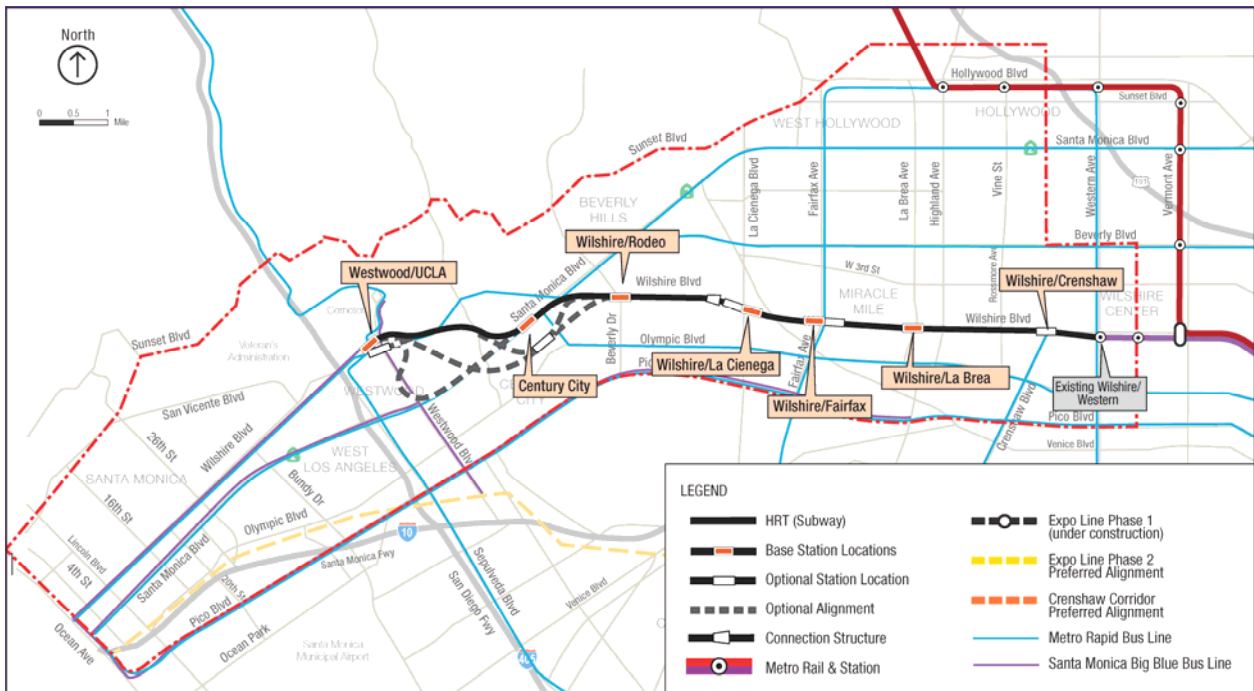 North
0 0.5 1
Mile
Hollywood Blvd
Sunset Blvd
HOLLYWOOD
WEST HOLLYWOOD
Santa Monica Blvd
Sunset Blvd
101
La Cienega Blvd
Fairfax Ave
La Brea Ave
Highland Ave
Vine St
Western Ave
Vermont Ave
BEVERLY
HILLS
Beverly Blvd
Wilshire/Rodeo
W 3rd St
Rossmore Ave
Westwood/UCLA
Santa Monica Blvd
Wilshire Blvd
Wilshire/Crenshaw
MIRACLE
MILE
WILSHIRE
CENTER
Wilshire Blvd
Sunset Blvd
Veteran's
Administration
Beverly Dr
Olympic Blvd
Pico
Wilshire/La Cienega
Fairfax Ave
Wilshire/La Brea
Century City
CITY
WESTWOOD
Existing Wilshire/
Western
Wilshire/Fairfax
Crenshaw Blvd
Pico Blvd
Venice Blvd
San Vicente Blvd
Wilshire Blvd
Westwood Blvd
26th St
WEST
LOS ANGELES
SANTA MONICA
Bundy Dr
16th St
Olympic Blvd
10
Lincoln Blvd
Santa Monica Blvd
Santa Monica Fwy
4th St
20th St
Pico Blvd
Sepulveda Blvd
San Diego Fwy
Venice Blvd
Ocean Ave
Ocean Park
Santa Monica
Municipal Airport
405
LEGEND
HRT (Subway)
Base Station Locations
Optional Station Location
Optional Alignment
Connection Structure
Metro Rail & Station
Expo Line Phase 1
(under construction)
Expo Line Phase 2
Preferred Alignment
Crenshaw Corridor
Preferred Alignment
Metro Rapid Bus Line
Santa Monica Big Blue Bus Line